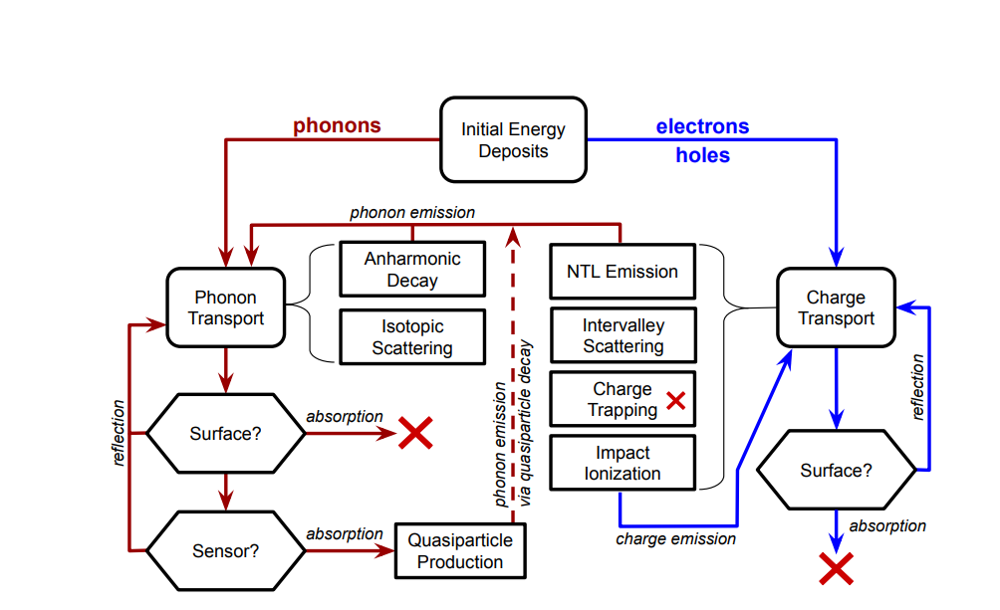 Initial Energy
Deposits
phonons
electrons
holes
phonon emission
Anharmonic
Decay
Isotopic
Scattering
Phonon
Transport
NTL Emission
Intervalley
Scattering
Charge
Trapping
Impact
Ionization
Charge
Transport
reflection
Surface?
absorption
phonon emission
via quasiparticle decay
Sensor?
absorption
Quasiparticle
Production
charge emission
reflection
Surface?
absorption